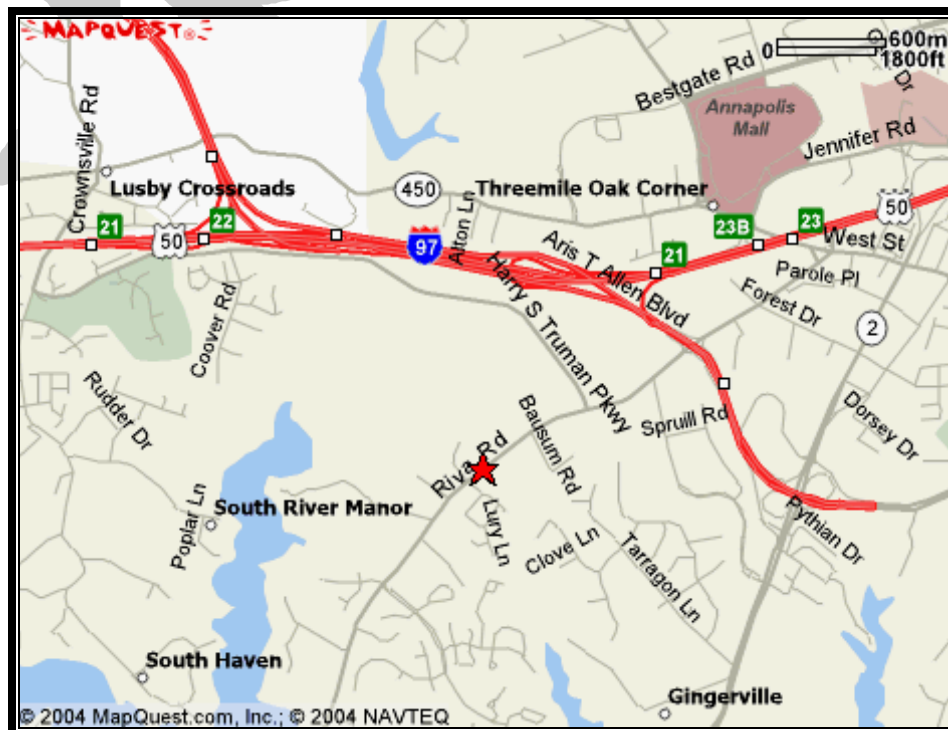 MAPQUEST®
0 600m
1800ft
Bestgate Rd
Dr
Annapolis
Mall
Jennifer Rd
Crownsville Rd
Lusby Crossroads
450
Threemile Oak Corner
50
21
50
22
97
Alton Ln
Aris T Allen Blvd
21
23B
23
West St
Harry S Truman Pkwy
Parole Pl
Forest Dr
2
Coover Rd
Rudder Dr
Bausum Rd
Spruill Rd
Dorsey Dr
Riva Rd
Poplar Ln
South River Manor
Lury Ln
Clove Ln
Tarragon Ln
Pythian Dr
South Haven
Gingerville
© 2004 MapQuest.com, Inc.; © 2004 NAVTEQ